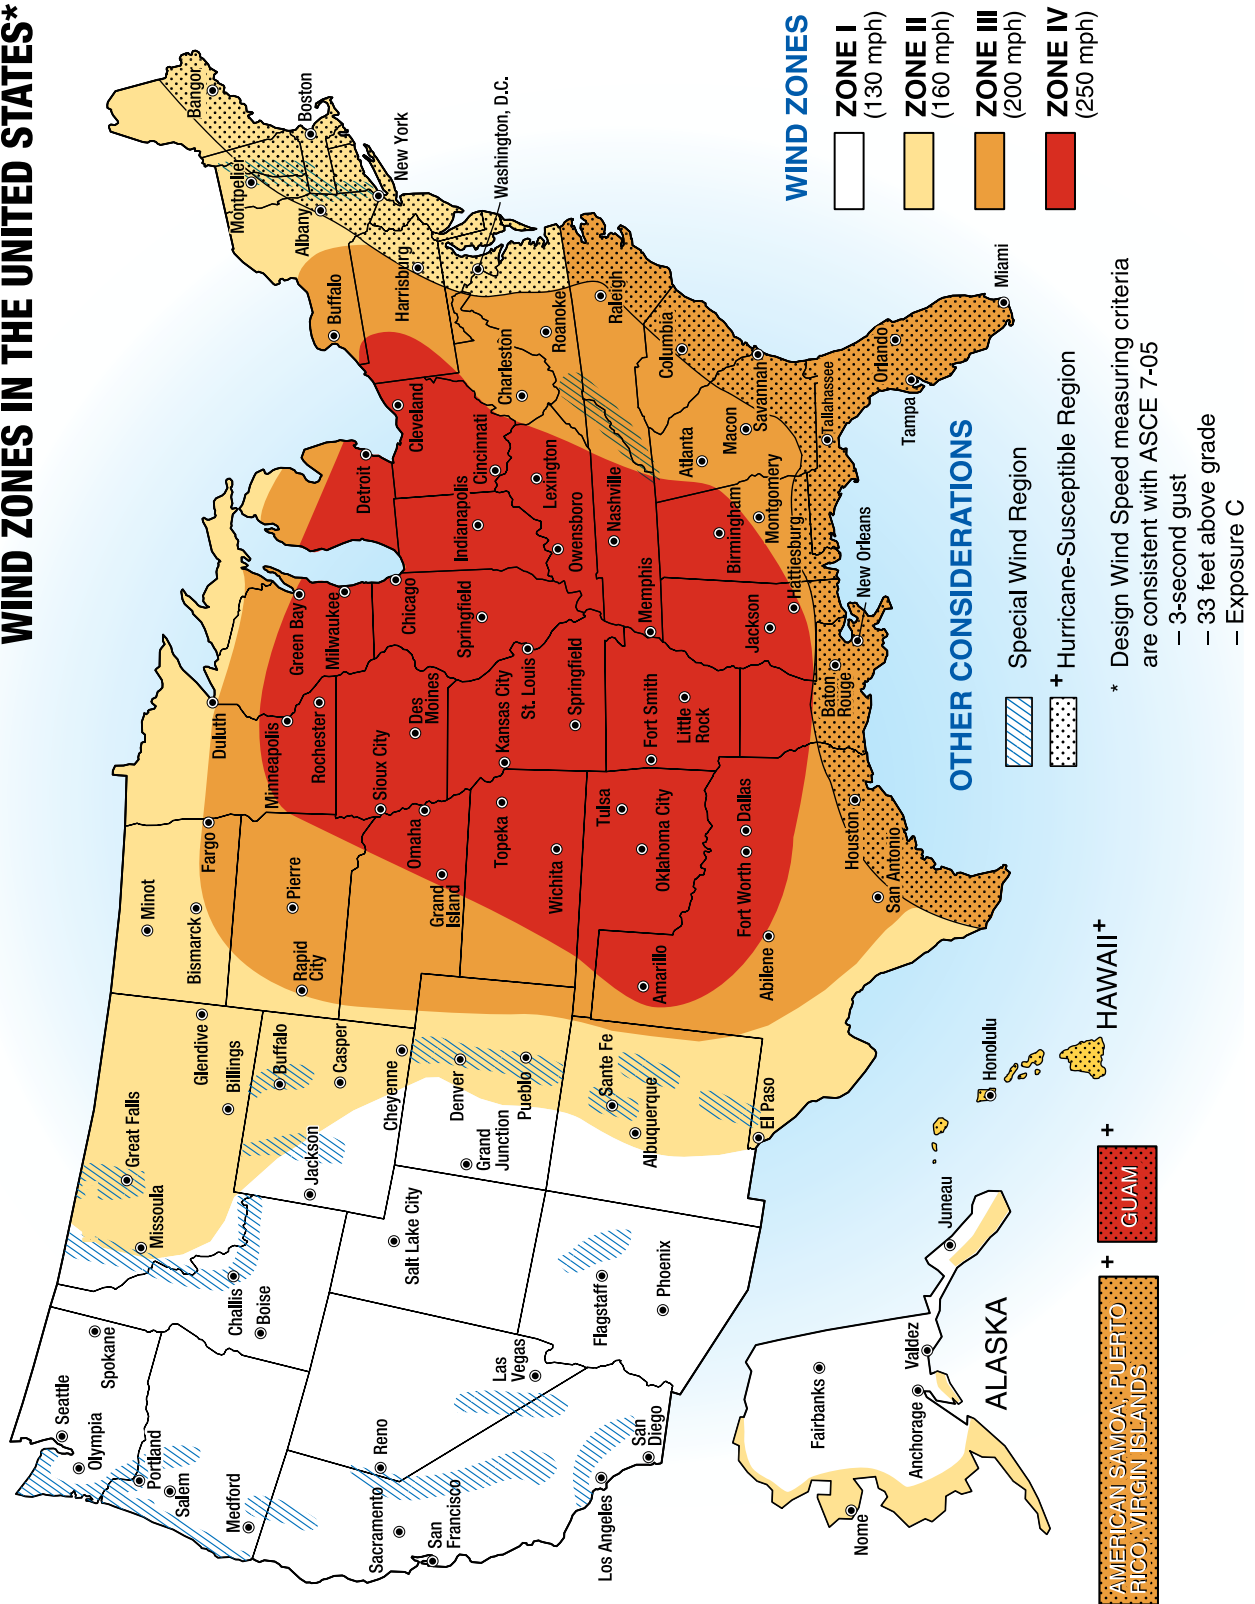 WIND ZONES IN THE UNITED STATES*
Seattle
Olympia
Spokane
Portland
Salem
Medford
Missoula
Great Falls
Glendive
Billings
Challis
Boise
Jackson
Buffalo
Casper
Cheyenne
Reno
Sacramento
San
Francisco
Las
Vegas
Los Angeles
San
Diego
Salt Lake City
Grand
Junction
Denver
Pueblo
Flagstaff
Phoenix
Sante Fe
Albuquerque
El Paso
Minot
Bismarck
Fargo
Rapid
City
Pierre
Grand
Island
Omaha
Topeka
Wichita
Tulsa
Oklahoma City
Amarillo
Fort Worth
Dallas
Abilene
Houston
San Antonio
Duluth
Minneapolis
Rochester
Sioux City
Des
Moines
Kansas City
St. Louis
Springfield
Fort Smith
Little
Rock
Baton
Rouge
New Orleans
Green Bay
Milwaukee
Chicago
Springfield
Indianapolis
Detroit
Cleveland
Cincinnati
Lexington
Owensboro
Nashville
Memphis
Jackson
Hattiesburg
Birmingham
Montgomery
Atlanta
Macon
Savannah
Columbia
Tallanassee
Orlando
Tampa
Miami
Charleston
Roanoke
Raleigh
Buffalo
Harrisburg
Albany
Montpelier
Bangor
Boston
New York
Washington, D.C.
WIND ZONES
ZONE I
(130 mph)
ZONE II
(160 mph)
ZONE III
(200 mph)
ZONE IV
(250 mph)
OTHER CONSIDERATIONS
Special Wind Region
+ Hurricane-Susceptible Region
* Design Wind Speed measuring criteria
are consistent with ASCE 7-05
– 3-second gust
– 33 feet above grade
– Exposure C
Fairbanks
Nome
Anchorage
Valdez
Juneau
ALASKA
Honolulu
HAWAII+
AMERICAN SAMOA, PUERTO
RICO, VIRGIN ISLANDS
+
GUAM
+